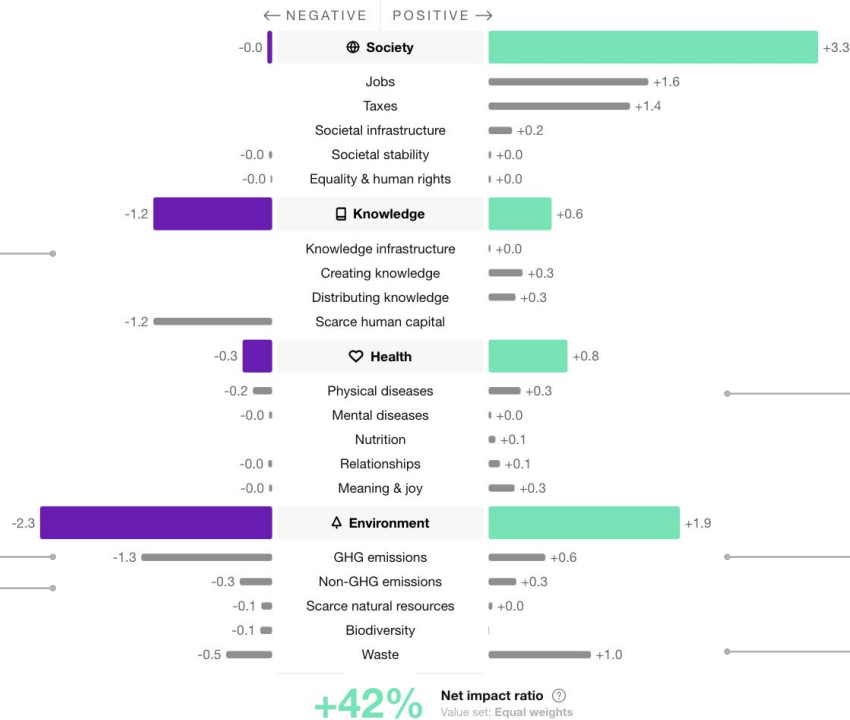 ← NEGATIVE POSITIVE →
-0.0 Society +3.3
Jobs +1.6
Taxes +1.4
Societal infrastructure +0.2
-0.0 Societal stability +0.0
-0.0 Equality & human rights +0.0
-1.2 Knowledge +0.6
Knowledge infrastructure +0.0
Creating knowledge +0.3
Distributing knowledge +0.3
-1.2 Scarce human capital
-0.3 Health +0.8
-0.2 Physical diseases +0.3
-0.0 Mental diseases +0.0
Nutrition +0.1
-0.0 Relationships +0.1
-0.0 Meaning & joy +0.3
-2.3 Environment +1.9
-1.3 GHG emissions +0.6
-0.3 Non-GHG emissions +0.3
-0.1 Scarce natural resources +0.0
-0.1 Biodiversity
-0.5 Waste +1.0
+42% Net impact ratio ?
Value set: Equal weights